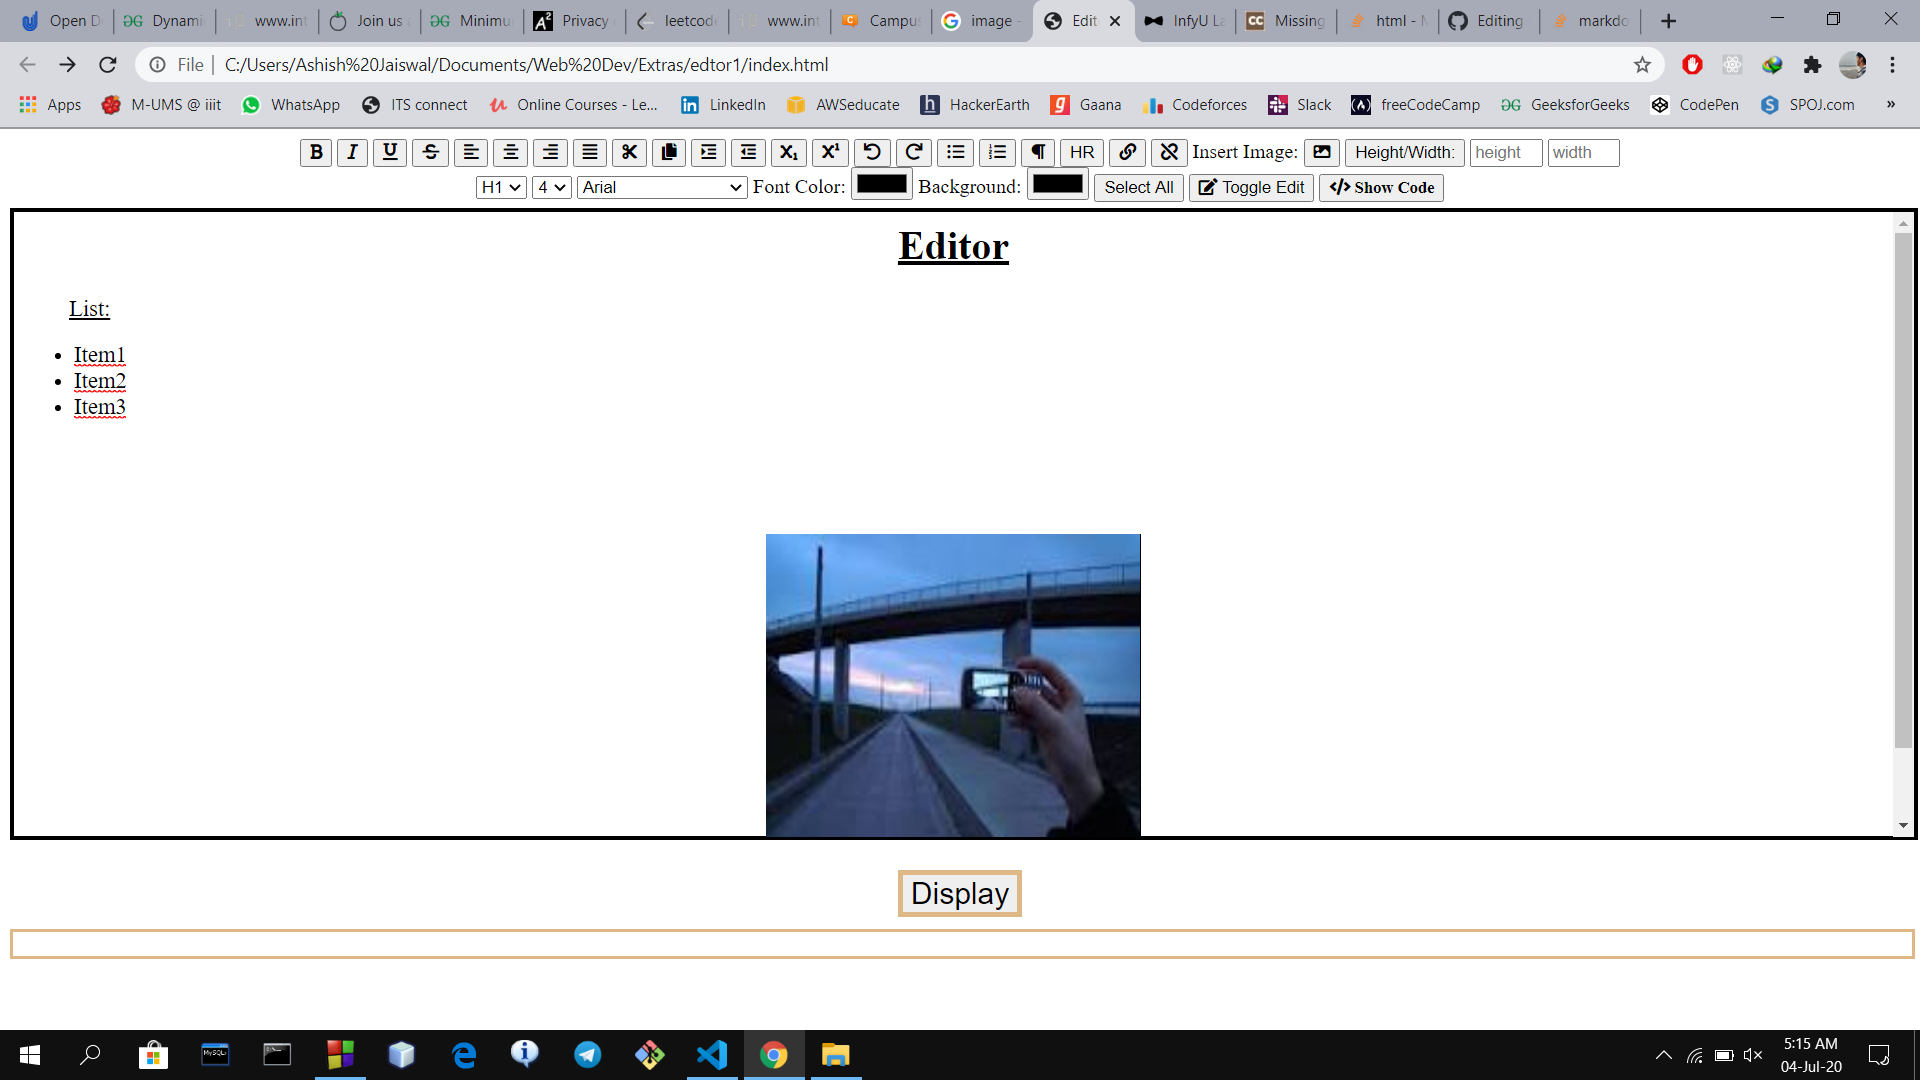 Open D
Dynami
www.int
Join us
Minimu
Privacy
leetcod
www.int
Campus
image -
Edit
InfyU La
Missing
html - M
Editing
markdo
File
C:/Users/Ashish%20Jaiswal/Documents/Web%20Dev/Extras/edtor1/index.html
Apps
M-UMS @ iiit
WhatsApp
ITS connect
Online Courses - Le...
LinkedIn
AWSeducate
HackerEarth
Gaana
Codeforces
Slack
freeCodeCamp
GeeksforGeeks
CodePen
SPOJ.com
»
B I U S X₁ X¹ ¶ HR Insert Image: Height/Width: height width
H1 4 Arial Font Color: Background: Select All Toggle Edit </> Show Code
Editor
List:
Item1
Item2
Item3
Display
5:15 AM
04-Jul-20